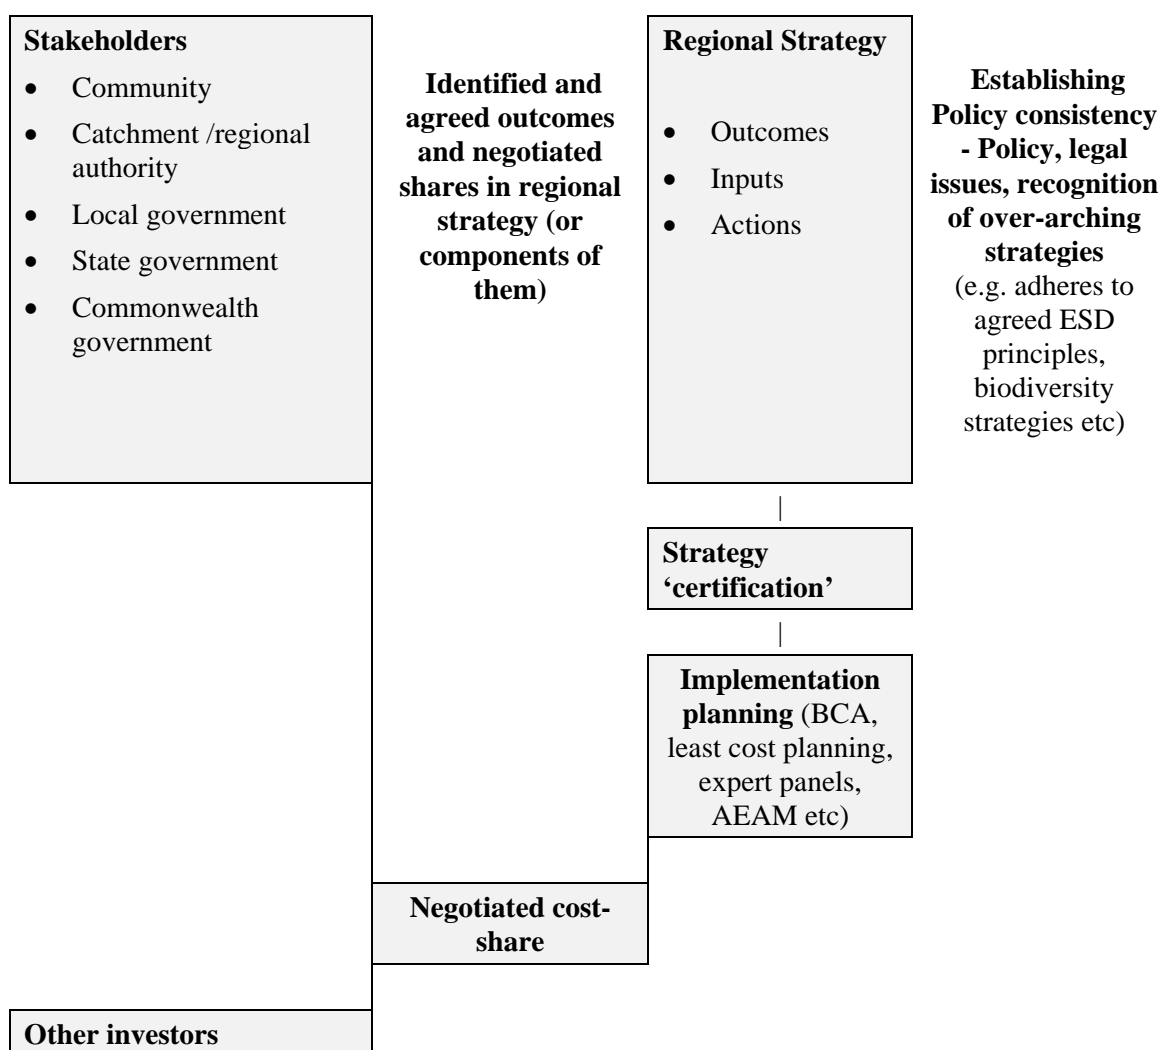 Stakeholders
• Community
• Catchment /regional
authority
• Local government
• State government
• Commonwealth
government
Identified and
agreed outcomes
and negotiated
shares in regional
strategy (or
components of
them)
Regional Strategy
• Outcomes
• Inputs
• Actions
Establishing
Policy consistency
- Policy, legal
issues, recognition
of over-arching
strategies
(e.g. adheres to
agreed ESD
principles,
biodiversity
strategies etc)
|
Strategy
‘certification’
|
Implementation
planning (BCA,
least cost planning,
expert panels,
AEAM etc)
Negotiated cost-
share
Other investors